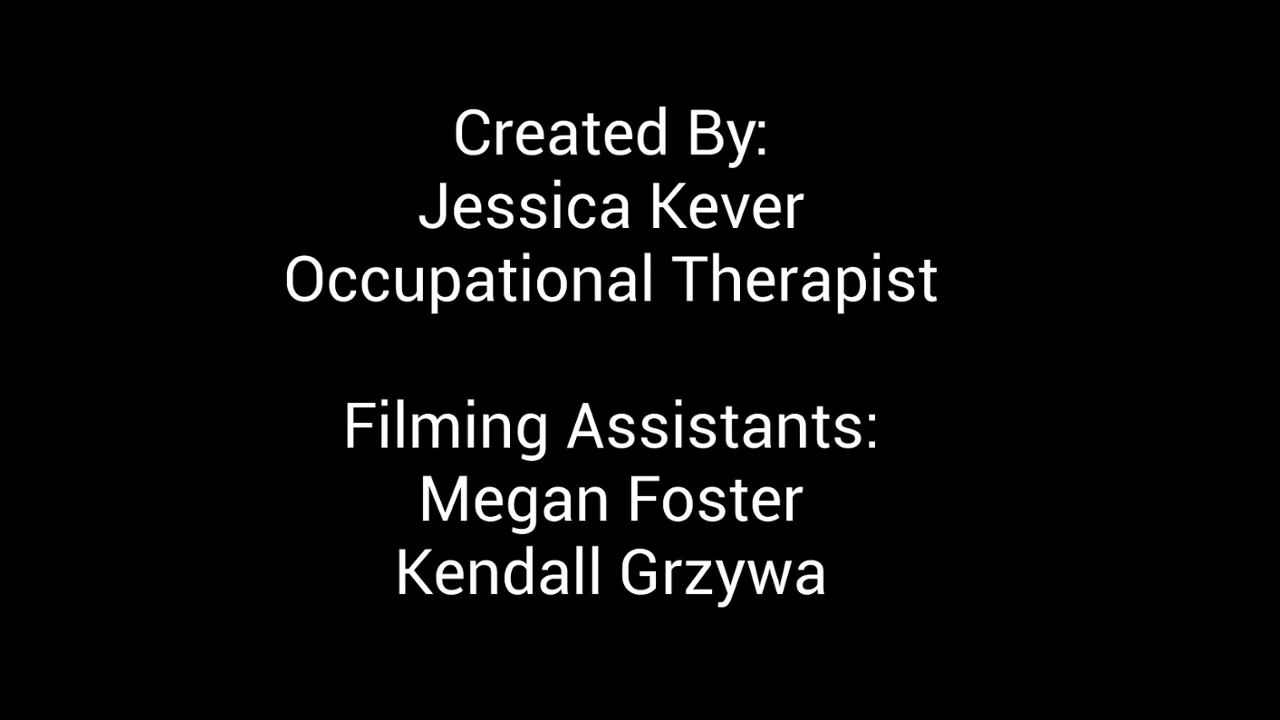 Created By:
Jessica Kever
Occupational Therapist
Filming Assistants:
Megan Foster
Kendall Grzywa